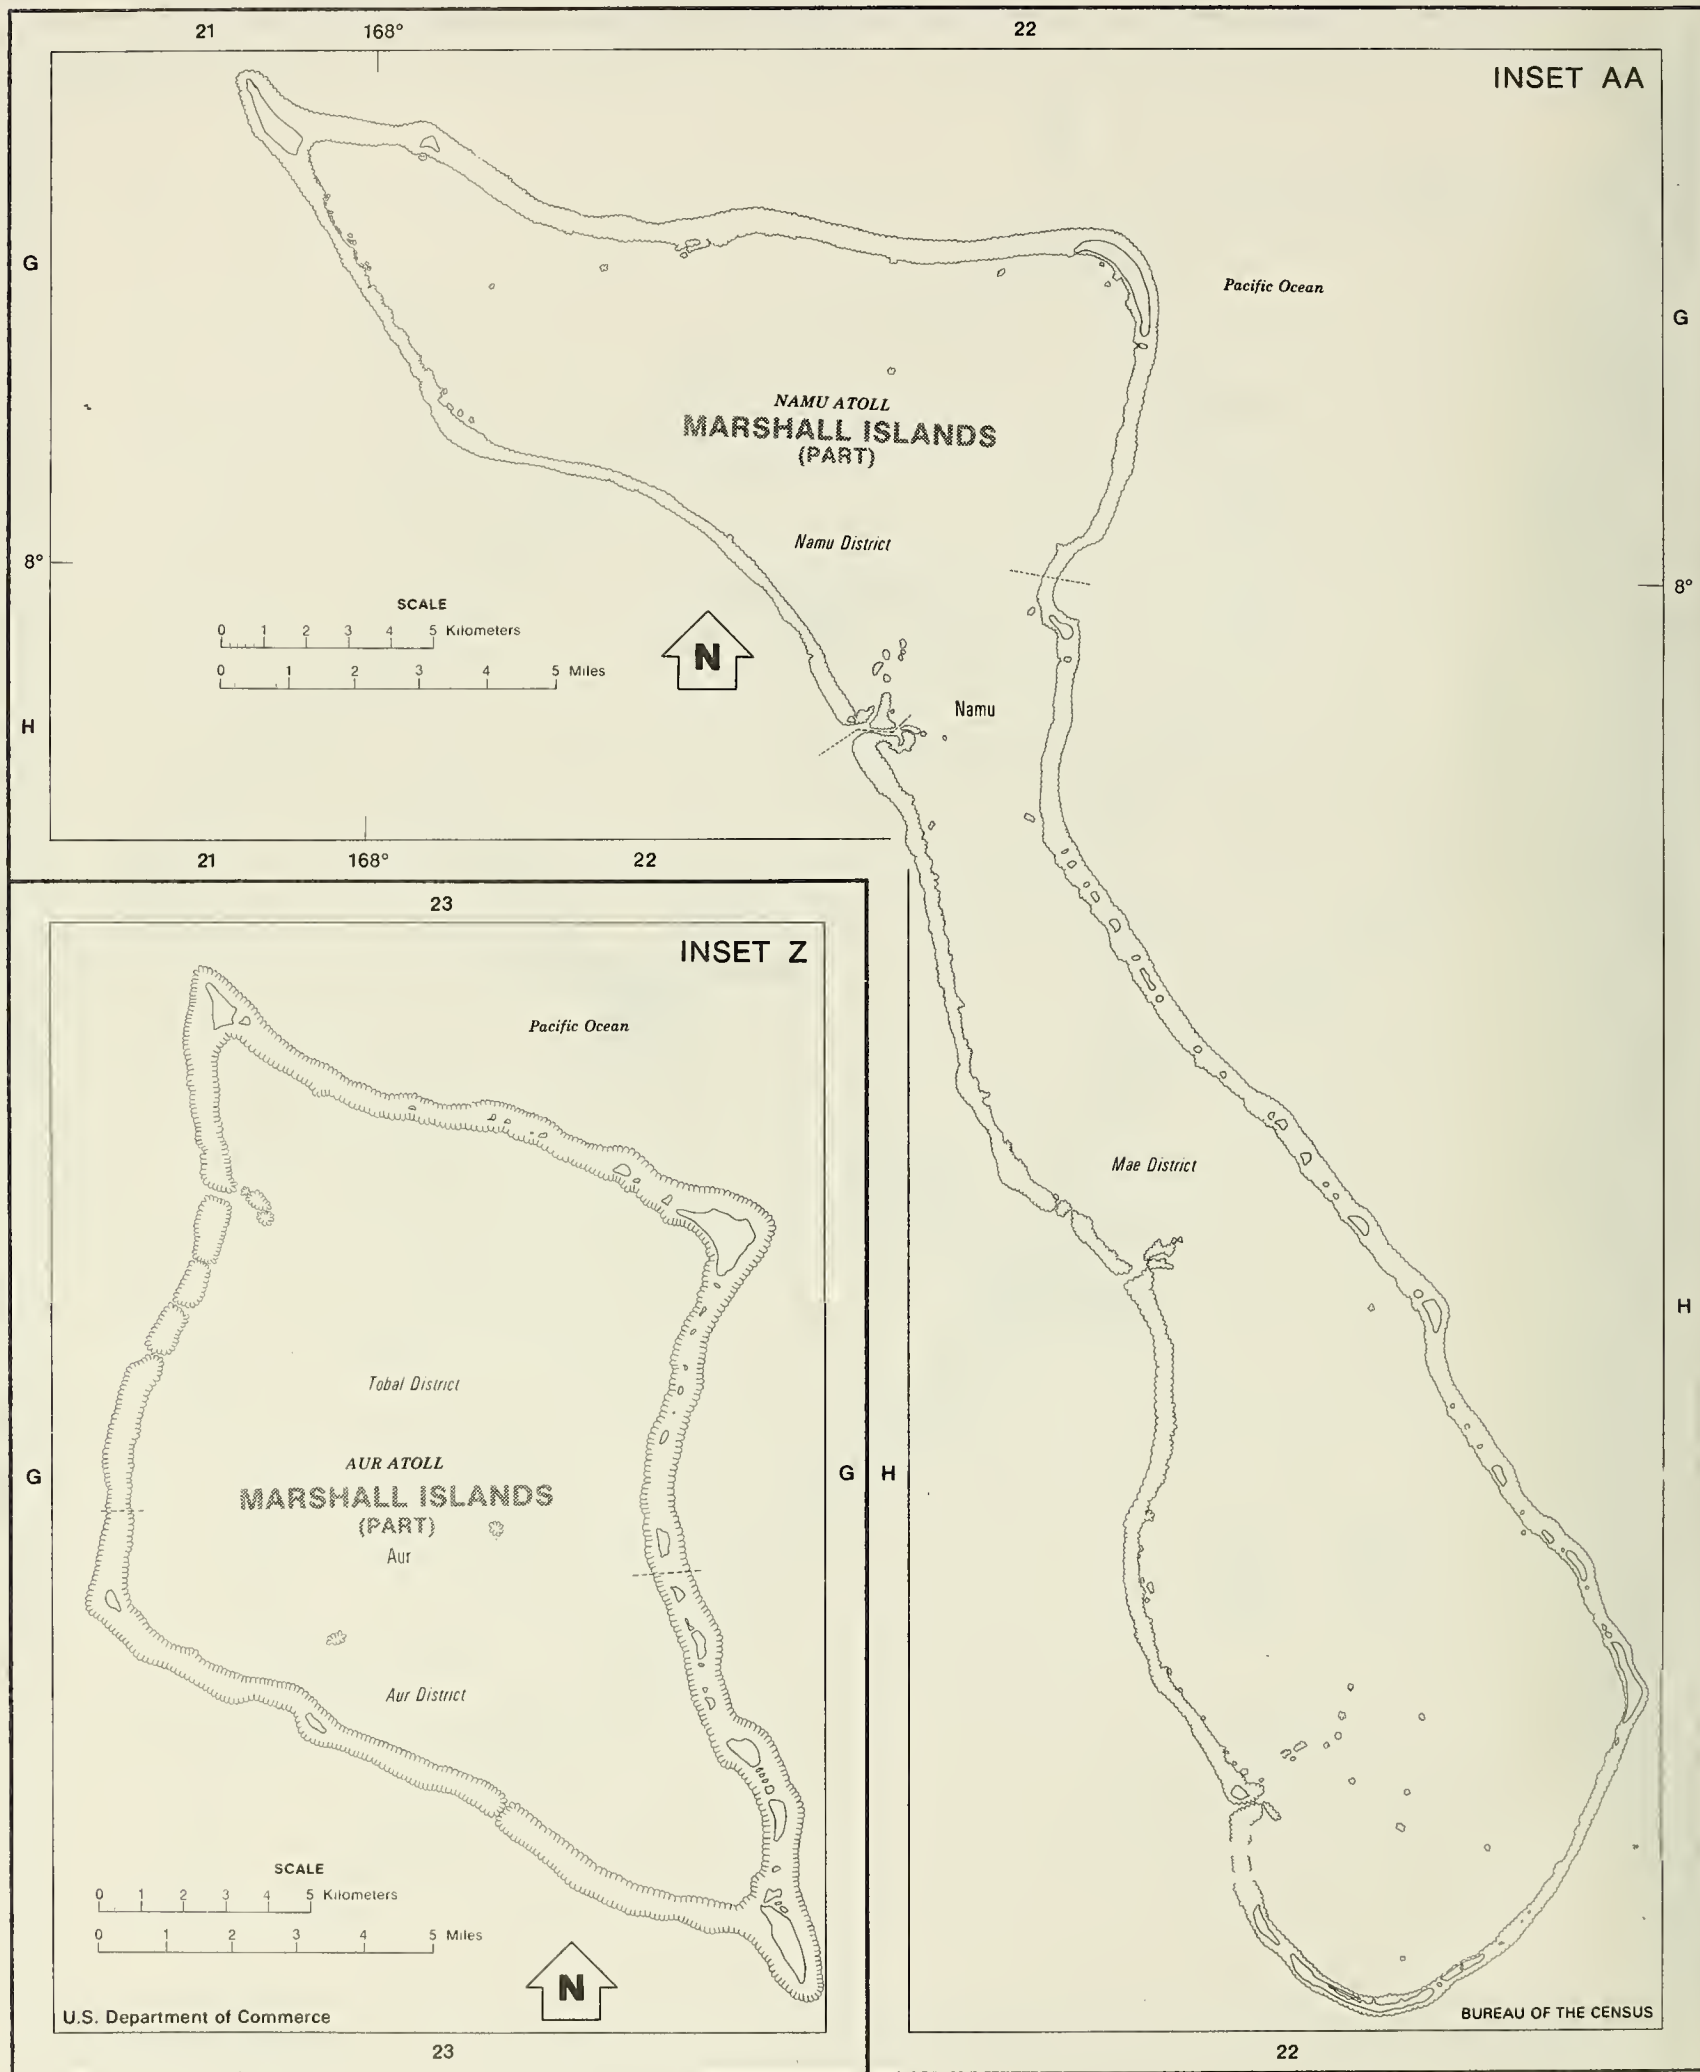 21
168°
22
INSET AA
G
Pacific Ocean
G
NAMU ATOLL
MARSHALL ISLANDS
(PART)
Namu District
8°
8°
SCALE
0 1 2 3 4 5 Kilometers
0 1 2 3 4 5 Miles
N
H
Namu
21
168°
22
23
INSET Z
Pacific Ocean
Mae District
H
Tobal District
G
AUR ATOLL
MARSHALL ISLANDS
(PART)
Aur
G
H
Aur District
SCALE
0 1 2 3 4 5 Kilometers
0 1 2 3 4 5 Miles
N
U.S. Department of Commerce
BUREAU OF THE CENSUS
23
22